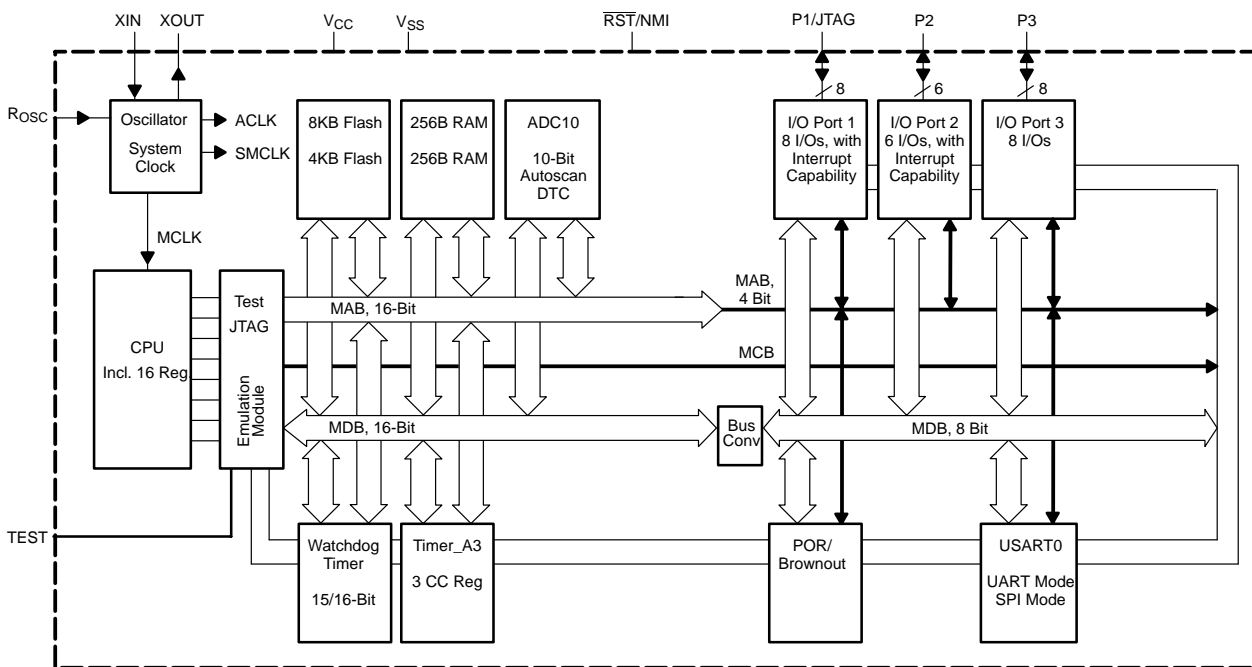 XIN
XOUT
VCC
VSS
RST/NMI
P1/JTAG
P2
P3
8
6
8
ROSC
Oscillator
System
Clock
ACLK
SMCLK
8KB Flash
4KB Flash
256B RAM
256B RAM
ADC10
10-Bit
Autoscan
DTC
I/O Port 1
8 I/Os, with
Interrupt
Capability
I/O Port 2
6 I/Os, with
Interrupt
Capability
I/O Port 3
8 I/Os
MCLK
CPU
Incl. 16 Reg.
Test
JTAG
Emulation
Module
MAB, 16-Bit
MAB,
4 Bit
MCB
MDB, 16-Bit
Bus
Conv
MDB, 8 Bit
TEST
Watchdog
Timer
15/16-Bit
Timer_A3
3 CC Reg
POR/
Brownout
USART0
UART Mode
SPI Mode